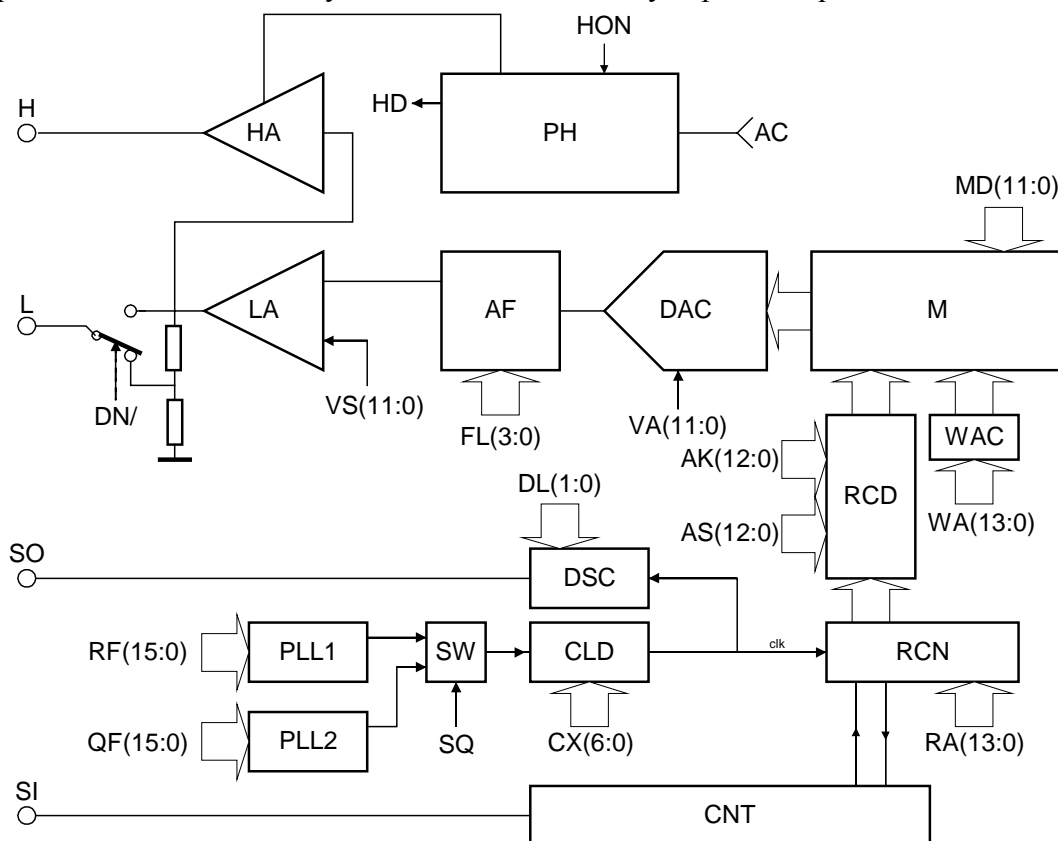 HON
H
HA
HD
PH
AC
MD(11:0)
L
LA
AF
DAC
M
DN/
VS(11:0)
FL(3:0)
VA(11:0)
WAC
AK(12:0)
RCD
DL(1:0)
AS(12:0)
WA(13:0)
SO
DSC
RF(15:0)
PLL1
SW
CLD
clk
RCN
QF(15:0)
PLL2
SQ
CX(6:0)
RA(13:0)
SI
CNT